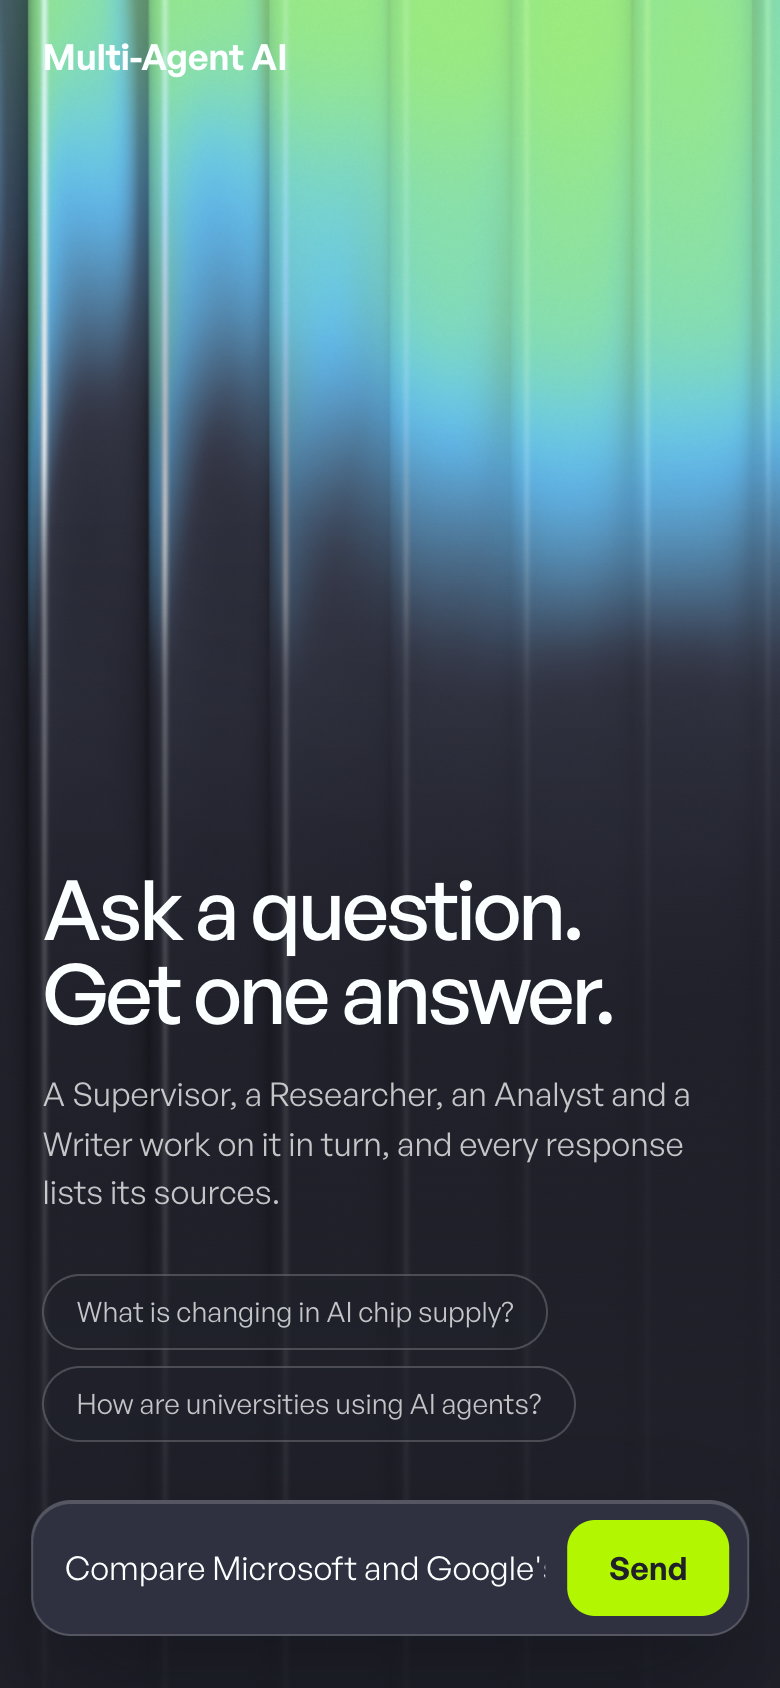 Multi-Agent AI
Ask a question.
Get one answer.
A Supervisor, a Researcher, an Analyst and a
Writer work on it in turn, and every response
lists its sources.
What is changing in AI chip supply?
How are universities using AI agents?
Compare Microsoft and Google'
Send